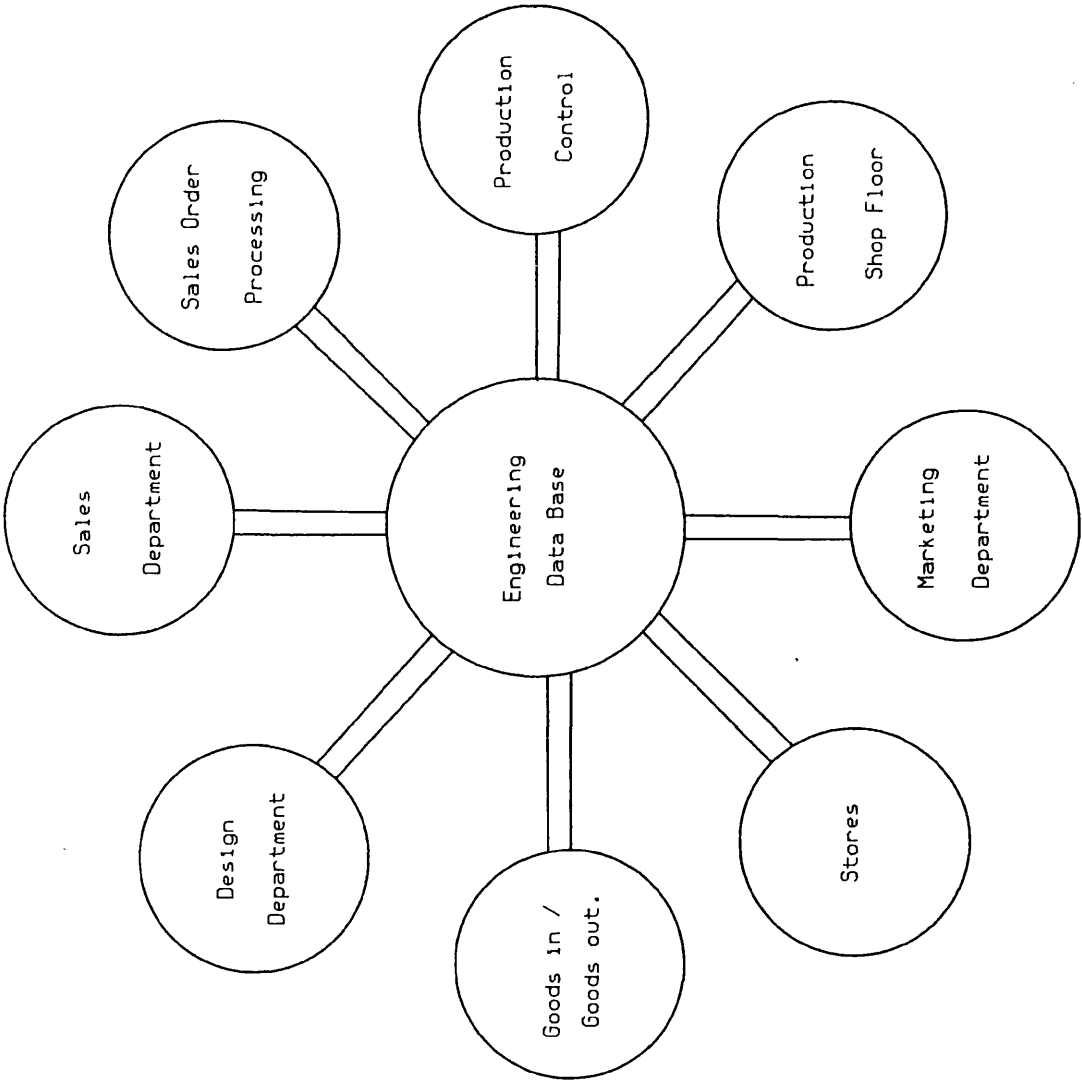 Sales
Department
Sales Order
Processing
Production
Control
Production
Shop Floor
Marketing
Department
Stores
Goods in /
Goods out.
Design
Department
Engineering
Data Base